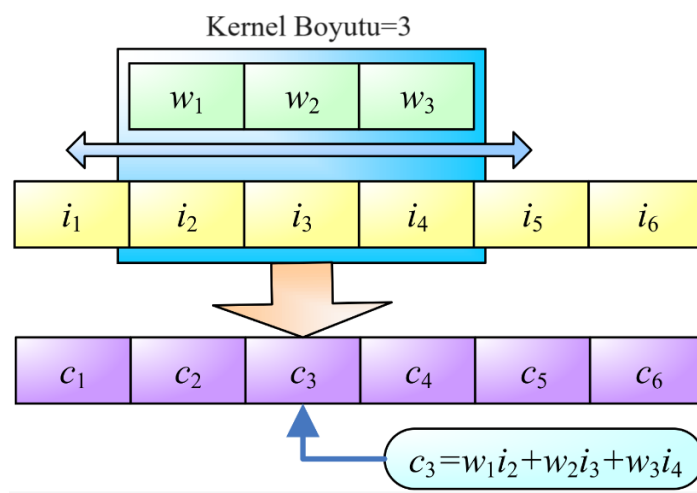 Kernel Boyutu=3
w₁ w₂ w₃
i₁ i₂ i₃ i₄ i₅ i₆
c₁ c₂ c₃ c₄ c₅ c₆
c₃=w₁i₂+w₂i₃+w₃i₄